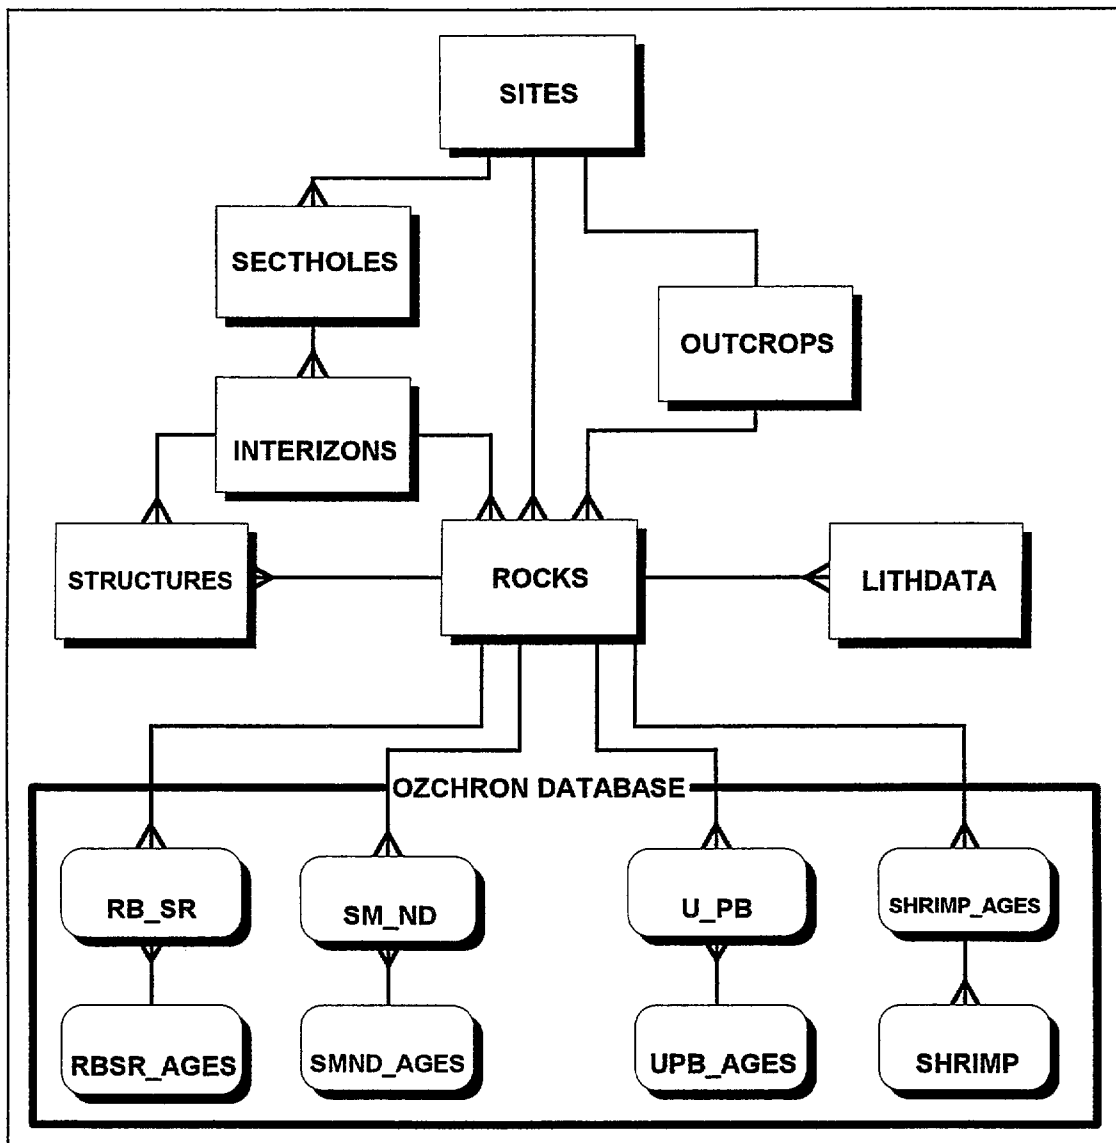 SITES
SECTHOLES
OUTCROPS
INTERIZONS
STRUCTURES
ROCKS
LITHDATA
OZCHRON DATABASE
RB_SR
SM_ND
U_PB
SHRIMP_AGES
RBSR_AGES
SMND_AGES
UPB_AGES
SHRIMP